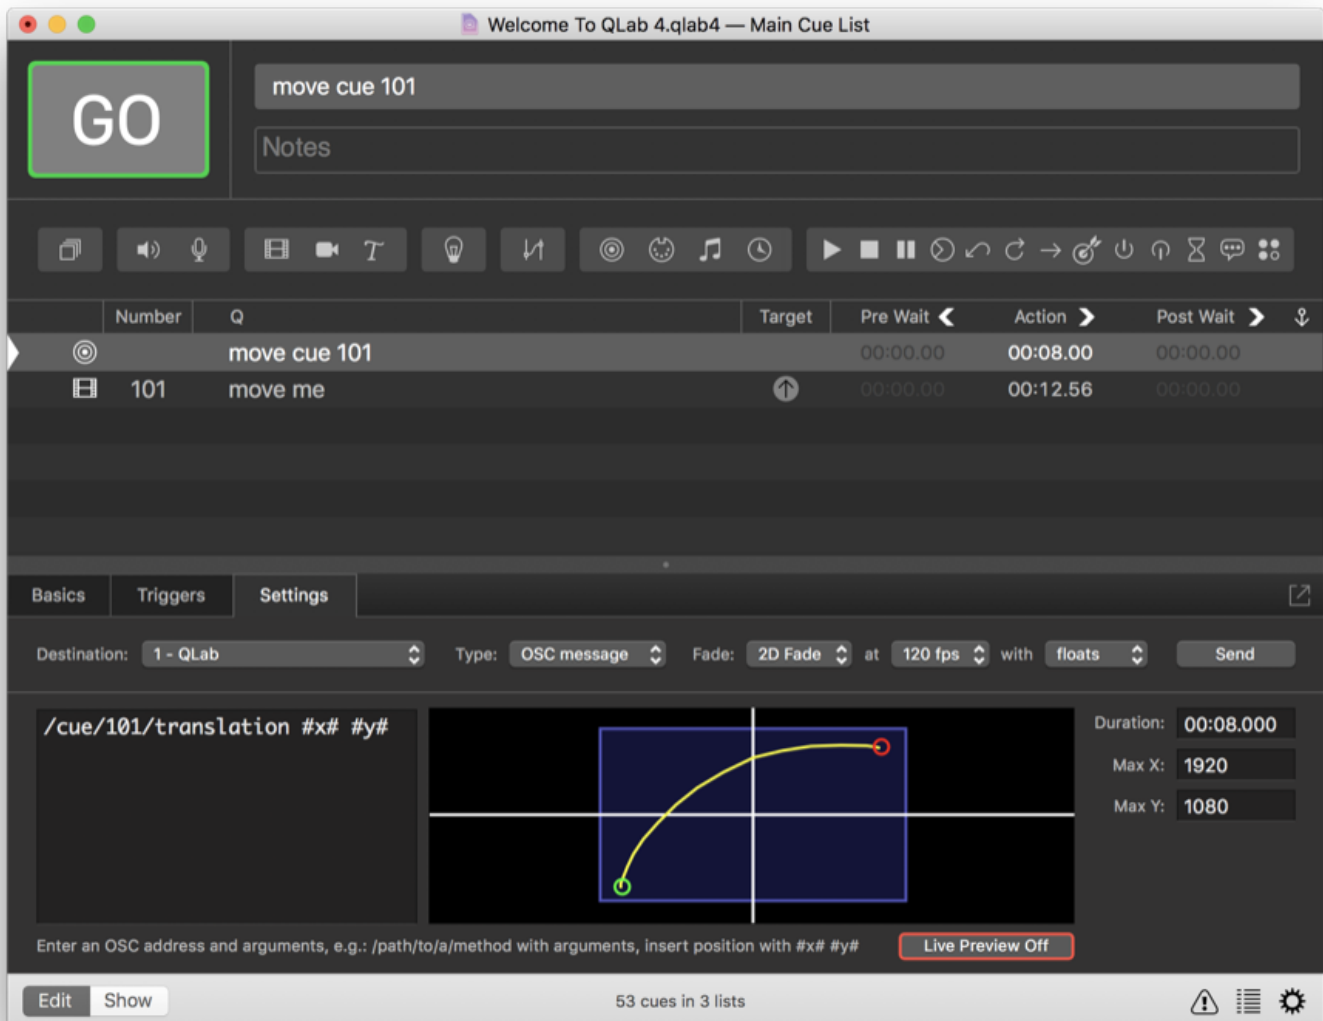 Welcome To QLab 4.qlab4 — Main Cue List
GO
move cue 101
Notes
Number Q Target Pre Wait Action Post Wait
move cue 101 00:00.00 00:08.00 00:00.00
101 move me 00:00.00 00:12.56 00:00.00
Basics Triggers Settings
Destination: 1 - QLab Type: OSC message Fade: 2D Fade at 120 fps with floats Send
/cue/101/translation #x# #y#
Duration: 00:08.000
Max X: 1920
Max Y: 1080
Enter an OSC address and arguments, e.g.: /path/to/a/method with arguments, insert position with #x# #y# Live Preview Off
Edit Show 53 cues in 3 lists